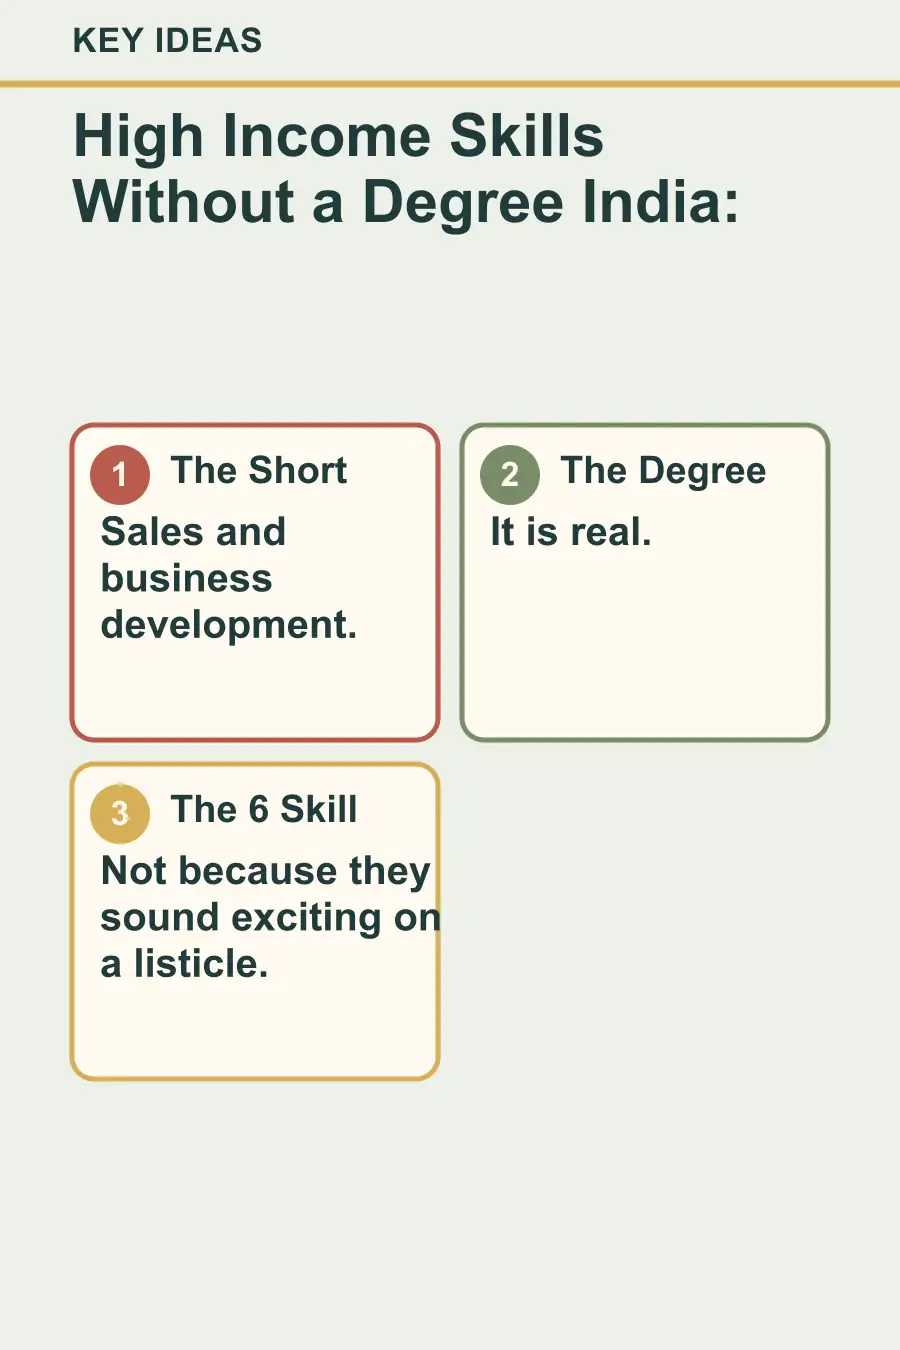 KEY IDEAS
High Income Skills
Without a Degree India:
1 The Short
Sales and
business
development.
2 The Degree
It is real.
3 The 6 Skill
Not because they
sound exciting on
a listicle.